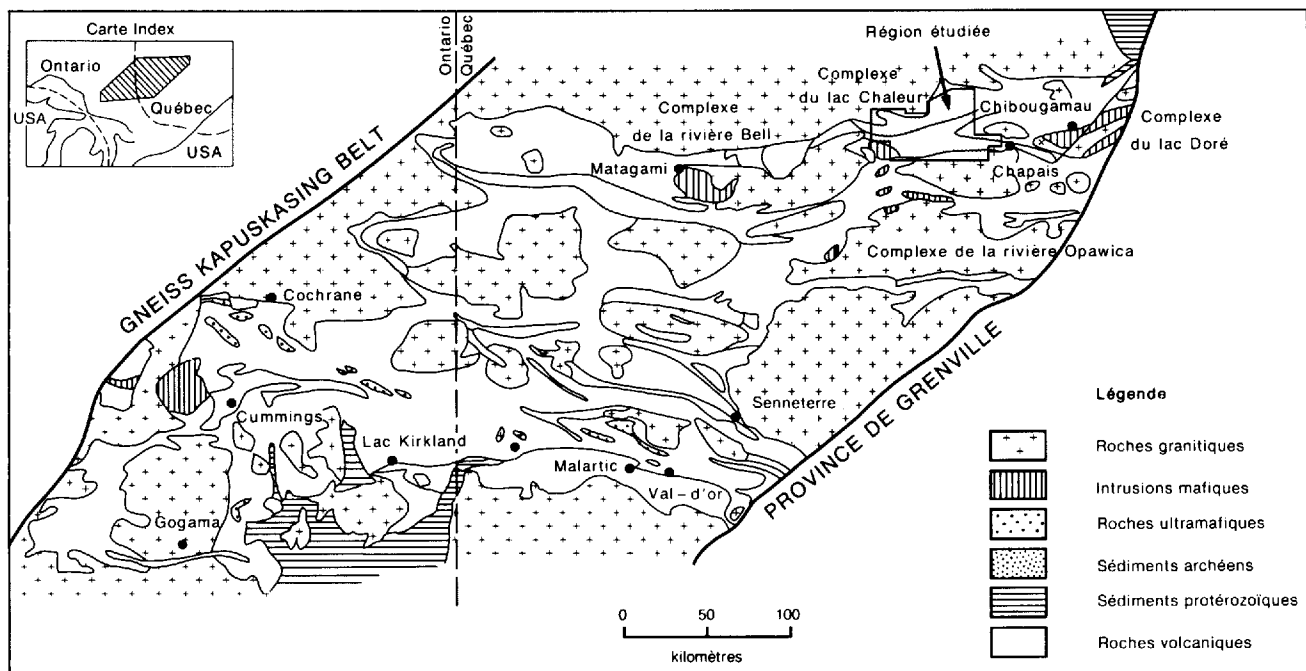 Carte Index
Ontario
Québec
USA
USA
Ontario
Québec
GNEISS KAPUSKASING BELT
Région étudiée
Complexe
du lac Chaleur
Complexe
de la rivière Bell
Chibougamau
Complexe
du lac Doré
Matagami
Chapais
Complexe de la rivière Opawica
Cochrane
Cummings
Lac Kirkland
Senneterre
Malartic
Val-d'or
Gogama
PROVINCE DE GRENVILLE
Légende
Roches granitiques
Intrusions mafiques
Roches ultramafiques
Sédiments archéens
Sédiments protérozoïques
Roches volcaniques
0 50 100
kilomètres